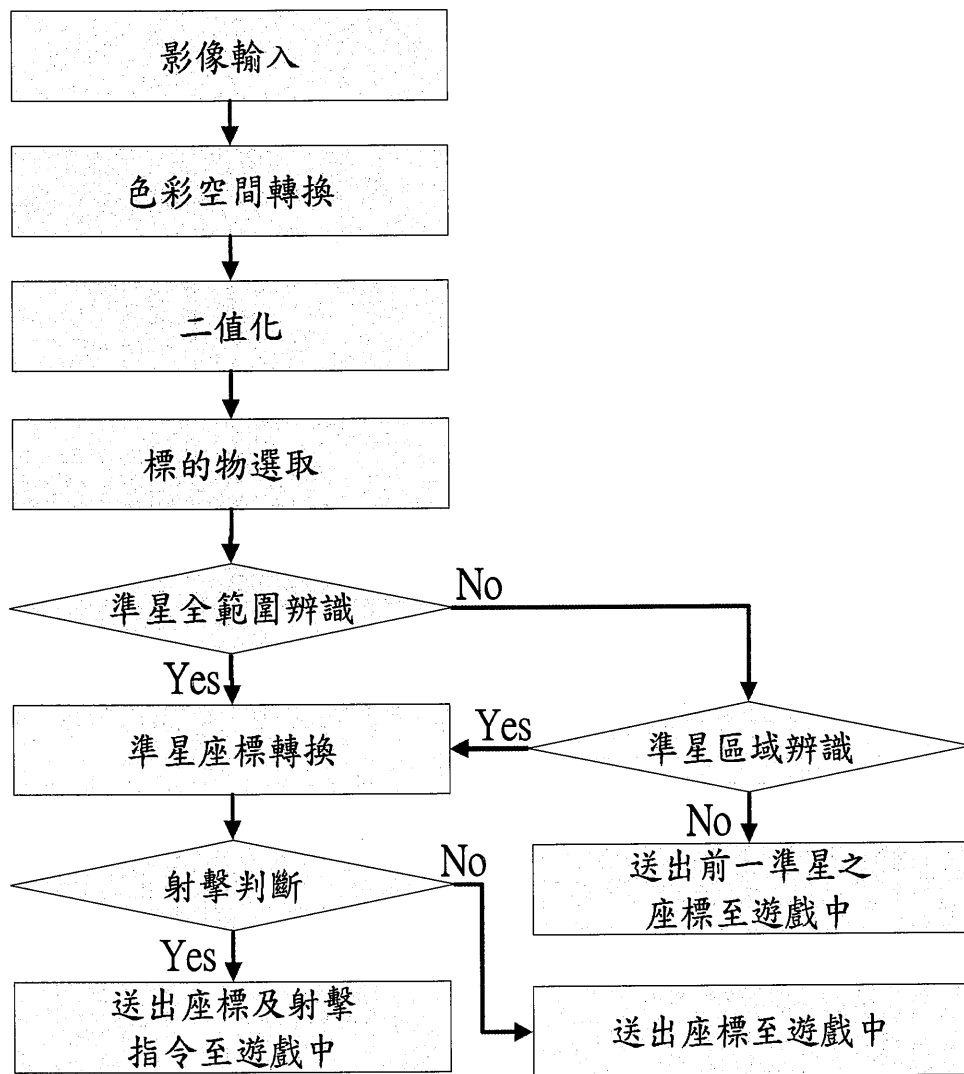 影像輸入
色彩空間轉換
二值化
標的物選取
準星全範圍辨識
No
Yes
準星座標轉換
Yes
準星區域辨識
No
送出前一準星之
座標至遊戲中
射擊判斷
No
Yes
送出座標及射擊
指令至遊戲中
送出座標至遊戲中